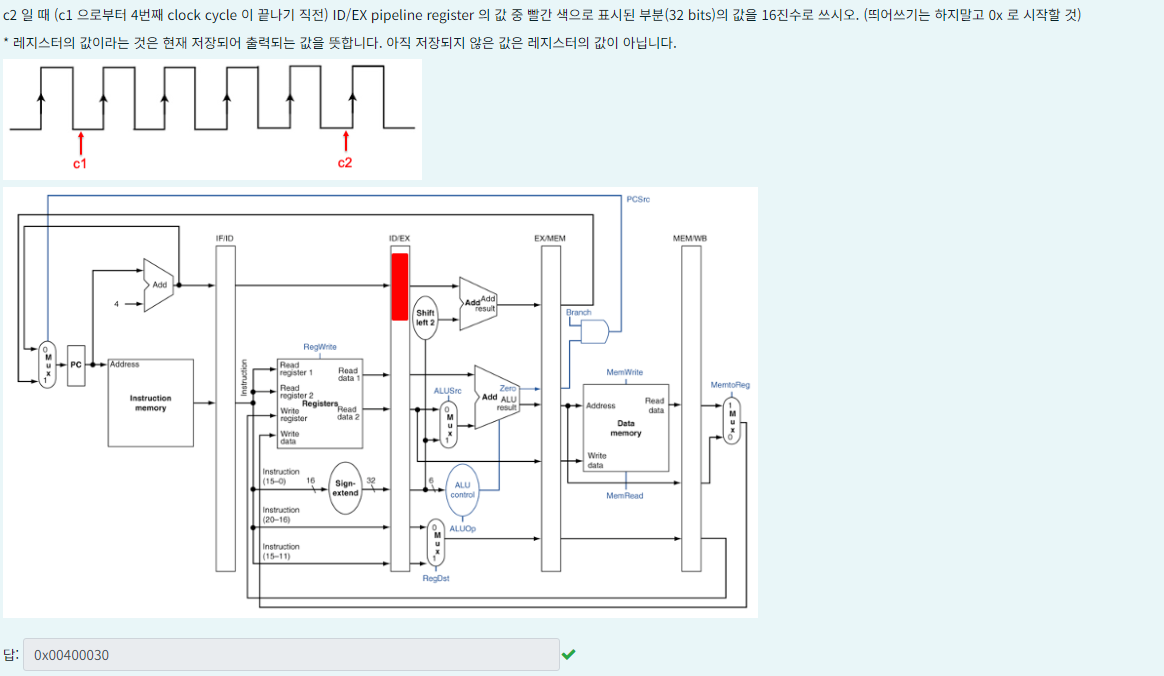 c2 일 때 (c1 으로부터 4번째 clock cycle 이 끝나기 직전) ID/EX pipeline register 의 값 중 빨간 색으로 표시된 부분(32 bits)의 값을 16진수로 쓰시오. (띄어쓰기는 하지말고 0x 로 시작할 것)
* 레지스터의 값이라는 것은 현재 저장되어 출력되는 값을 뜻합니다. 아직 저장되지 않은 값은 레지스터의 값이 아닙니다.
c1
c2
PCSrc
IF/ID
ID/EX
EX/MEM
MEM/WB
Add
4
Add
Add
result
Shift
left 2
Branch
0
M
u
x
1
PC
Address
Instruction
memory
Instruction
RegWrite
Read
register 1
Read
data 1
Read
register 2
Registers
Write
register
Read
data 2
Write
data
ALUSrc
0
M
u
x
1
Zero
Add
ALU
result
MemWrite
Address
Read
data
Data
memory
Write
data
MemRead
MemtoReg
1
M
u
x
0
Instruction
(15–0)
16
Sign-
extend
32
6
ALU
control
ALUOp
Instruction
(20–16)
Instruction
(15–11)
0
M
u
x
1
RegDst
답:
0x00400030